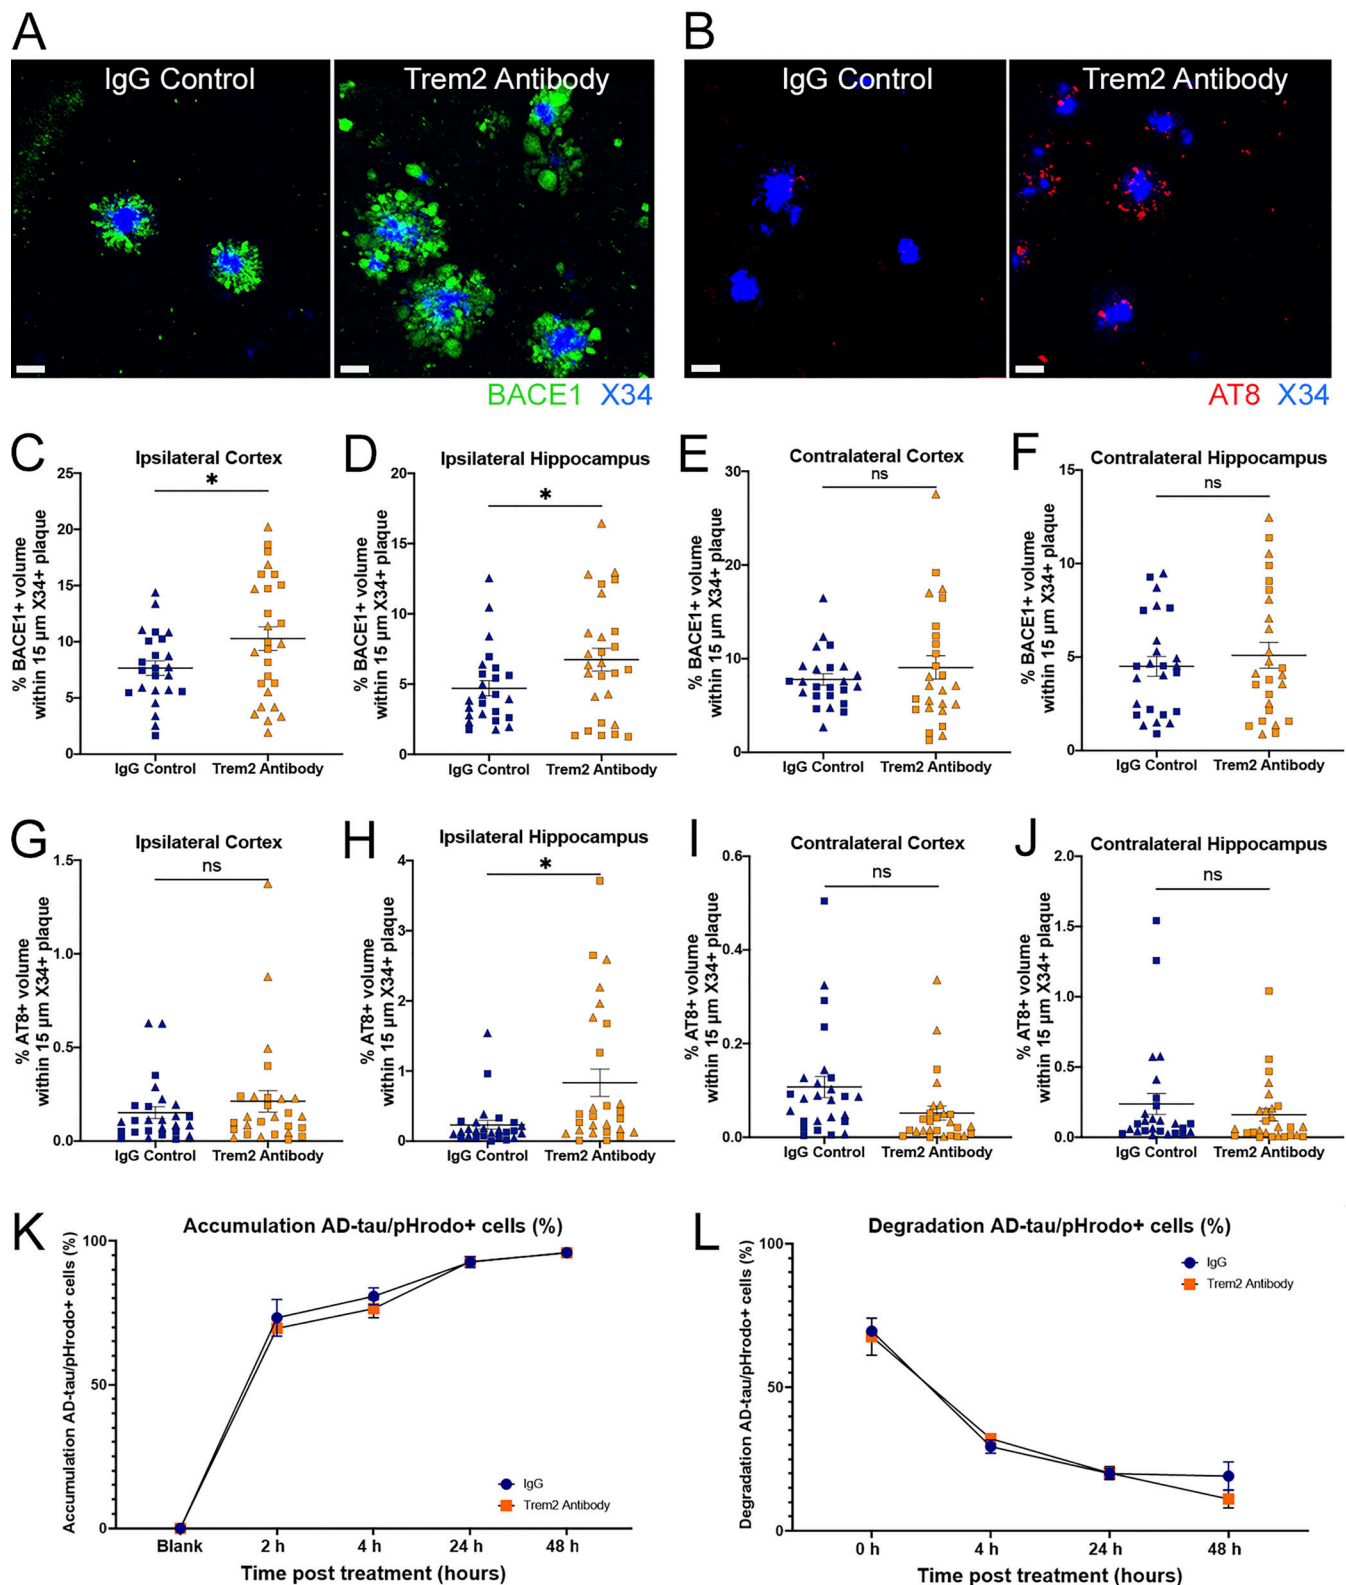 A
IgG Control
Trem2 Antibody
BACE1 X34
B
IgG Control
Trem2 Antibody
AT8 X34
C
Ipsilateral Cortex
*
% BACE1+ volume
within 15 µm X34+ plaque
25
20
15
10
5
0
IgG Control
Trem2 Antibody
D
Ipsilateral Hippocampus
*
% BACE1+ volume
within 15 µm X34+ plaque
20
15
10
5
0
IgG Control
Trem2 Antibody
E
Contralateral Cortex
ns
% BACE1+ volume
within 15 µm X34+ plaque
30
20
10
0
IgG Control
Trem2 Antibody
F
Contralateral Hippocampus
ns
% BACE1+ volume
within 15 µm X34+ plaque
15
10
5
0
IgG Control
Trem2 Antibody
G
Ipsilateral Cortex
ns
% AT8+ volume
within 15 µm X34+ plaque
1.5
1.0
0.5
0.0
IgG Control
Trem2 Antibody
H
Ipsilateral Hippocampus
*
% AT8+ volume
within 15 µm X34+ plaque
4
3
2
1
0
IgG Control
Trem2 Antibody
I
Contralateral Cortex
ns
% AT8+ volume
within 15 µm X34+ plaque
0.6
0.4
0.2
0.0
IgG Control
Trem2 Antibody
J
Contralateral Hippocampus
ns
% AT8+ volume
within 15 µm X34+ plaque
2.0
1.5
1.0
0.5
0.0
IgG Control
Trem2 Antibody
K
Accumulation AD-tau/pHrodo+ cells (%)
Accumulation AD-tau/pHrodo+ cells (%)
100
50
0
IgG
Trem2 Antibody
Blank
2 h
4 h
24 h
48 h
Time post treatment (hours)
L
Degradation AD-tau/pHrodo+ cells (%)
Degradation AD-tau/pHrodo+ cells (%)
100
50
0
IgG
Trem2 Antibody
0 h
4 h
24 h
48 h
Time post treatment (hours)